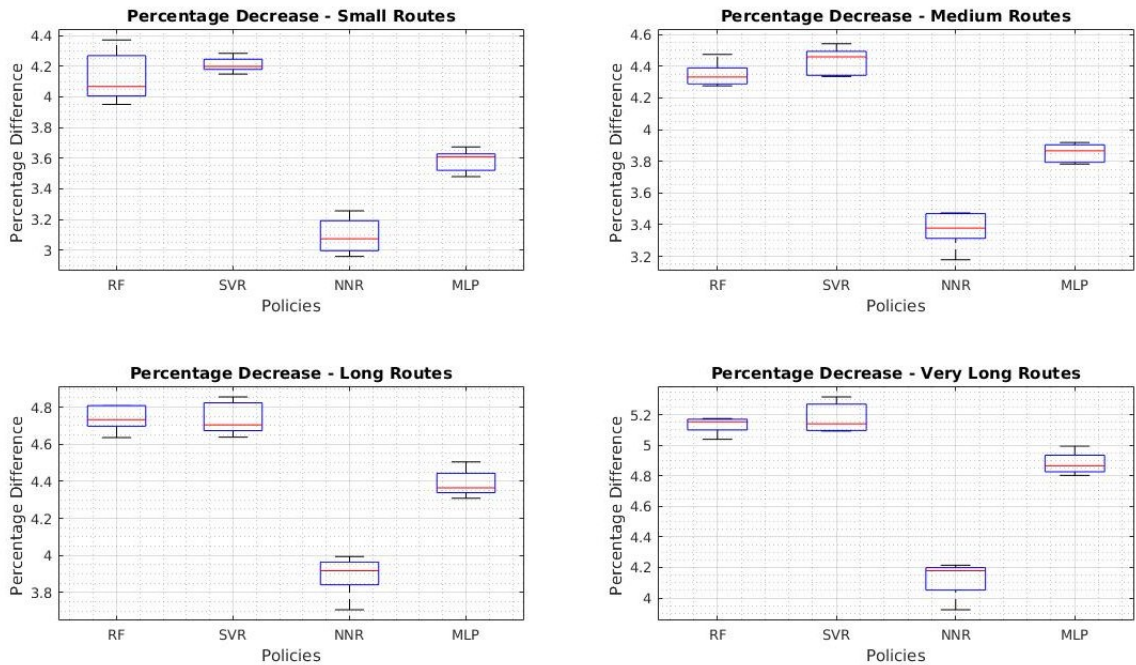 Percentage Decrease - Small Routes
Percentage Difference
4.4
4.2
4
3.8
3.6
3.4
3.2
3
RF SVR NNR MLP
Policies
Percentage Decrease - Medium Routes
Percentage Difference
4.6
4.4
4.2
4
3.8
3.6
3.4
3.2
RF SVR NNR MLP
Policies
Percentage Decrease - Long Routes
Percentage Difference
4.8
4.6
4.4
4.2
4
3.8
RF SVR NNR MLP
Policies
Percentage Decrease - Very Long Routes
Percentage Difference
5.2
5
4.8
4.6
4.4
4.2
4
RF SVR NNR MLP
Policies